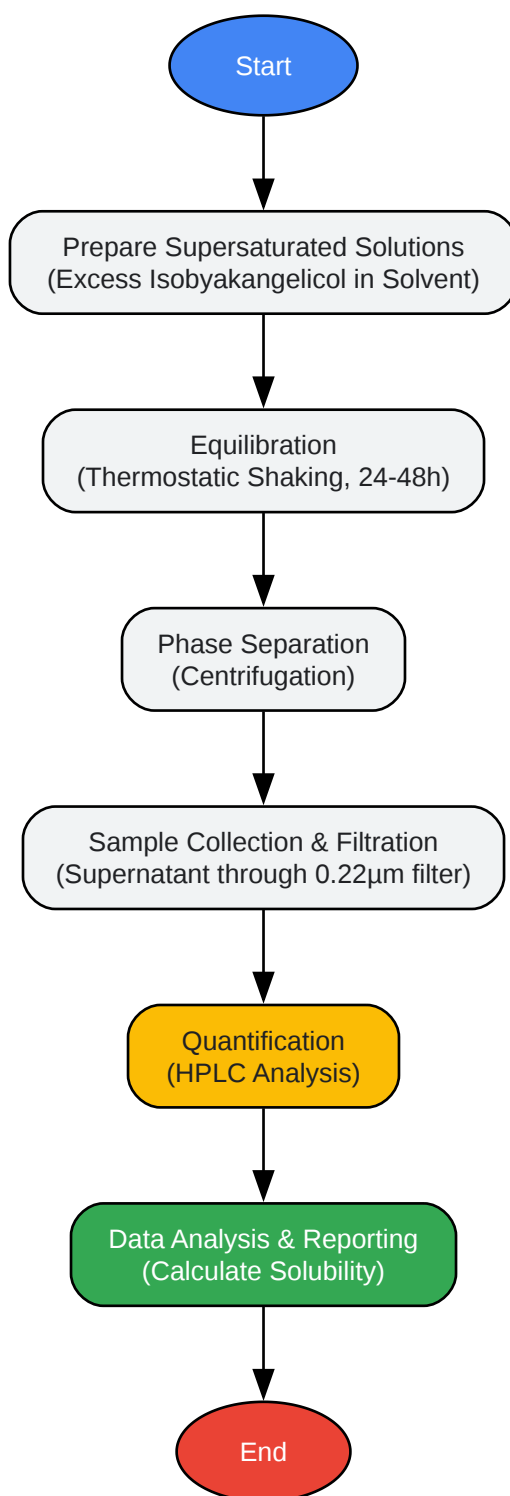 Start
Prepare Supersaturated Solutions
(Excess Isobyakangelicol in Solvent)
Equilibration
(Thermostatic Shaking, 24-48h)
Phase Separation
(Centrifugation)
Sample Collection & Filtration
(Supernatant through 0.22µm filter)
Quantification
(HPLC Analysis)
Data Analysis & Reporting
(Calculate Solubility)
End